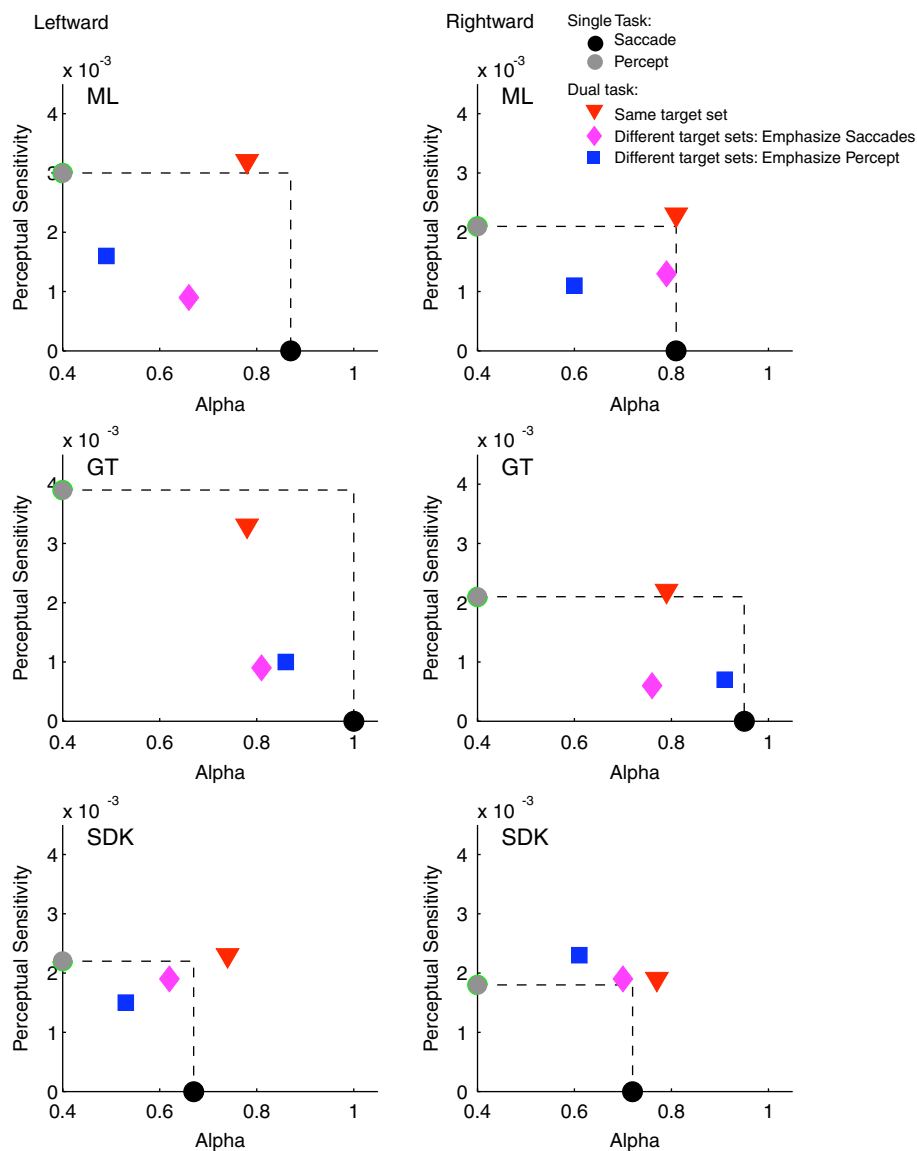 Leftward
Rightward
Single Task:
Saccade
Percept
Dual task:
Same target set
Different target sets: Emphasize Saccades
Different target sets: Emphasize Percept
x 10 -3
ML
4
3
2
1
0
0.4 0.6 0.8 1
Perceptual Sensitivity
Alpha
x 10 -3
ML
4
3
2
1
0
0.4 0.6 0.8 1
Perceptual Sensitivity
Alpha
x 10 -3
GT
4
3
2
1
0
0.4 0.6 0.8 1
Perceptual Sensitivity
Alpha
x 10 -3
GT
4
3
2
1
0
0.4 0.6 0.8 1
Perceptual Sensitivity
Alpha
x 10 -3
SDK
4
3
2
1
0
0.4 0.6 0.8 1
Perceptual Sensitivity
Alpha
x 10 -3
SDK
4
3
2
1
0
0.4 0.6 0.8 1
Perceptual Sensitivity
Alpha